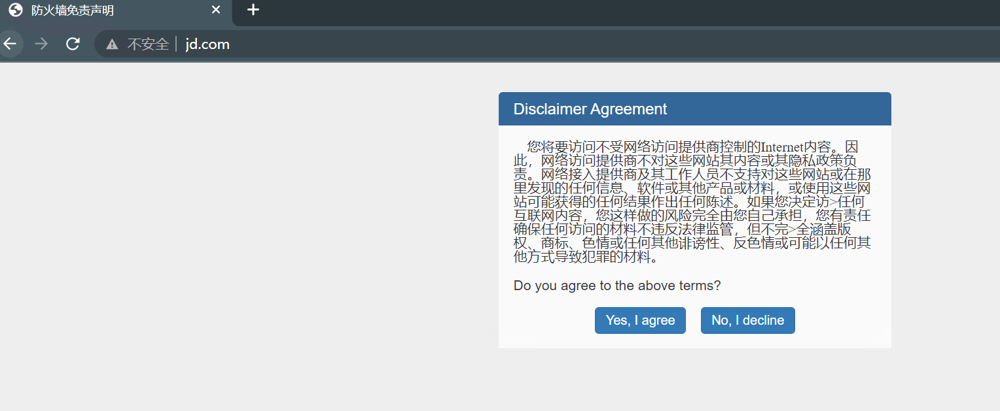 防火墙免责声明
不安全 jd.com
Disclaimer Agreement
您将要访问不受网络访问提供商控制的Internet内容。因
此，网络访问提供商不对这些网站其内容或其隐私政策负
责。网络接入提供商及其工作人员不支持对这些网站或在那
里发现的任何信息、软件或其他产品或材料，或使用这些网
站可能获得的任何结果作出任何陈述。如果您决定访>任何
互联网内容，您这样做的风险完全由您自己承担，您有责任
确保任何访问的材料不违反法律监管，但不完>全涵盖版
权、商标、色情或任何其他诽谤性、反色情或可能以任何其
他方式导致犯罪的材料。
Do you agree to the above terms?
Yes, I agree No, I decline